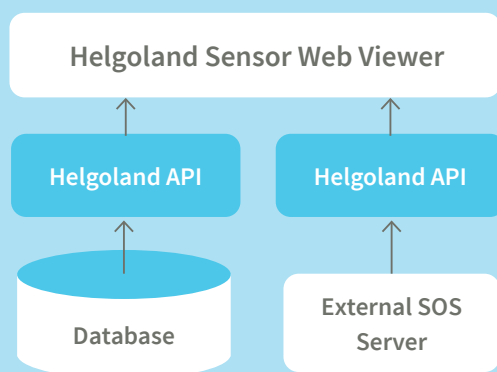 Helgoland Sensor Web Viewer
Helgoland API
Helgoland API
Database
External SOS
Server